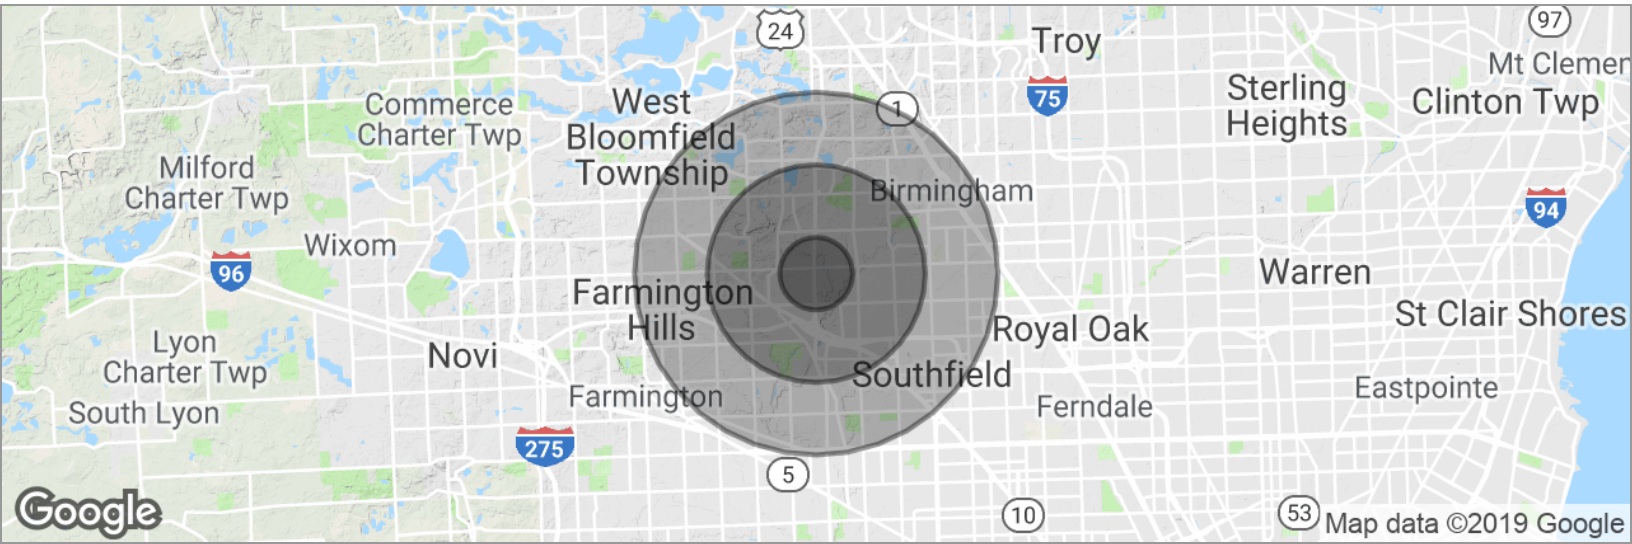 24
97
Troy
Mt Clemen
75
West
Bloomfield
Township
Commerce
Charter Twp
1
Sterling
Heights
Clinton Twp
Milford
Charter Twp
Birmingham
94
Wixom
96
Warren
Farmington
Hills
Royal Oak
St Clair Shores
Lyon
Charter Twp
Novi
Southfield
Eastpointe
South Lyon
Farmington
Ferndale
275
5
10
53
Google
Map data ©2019 Google